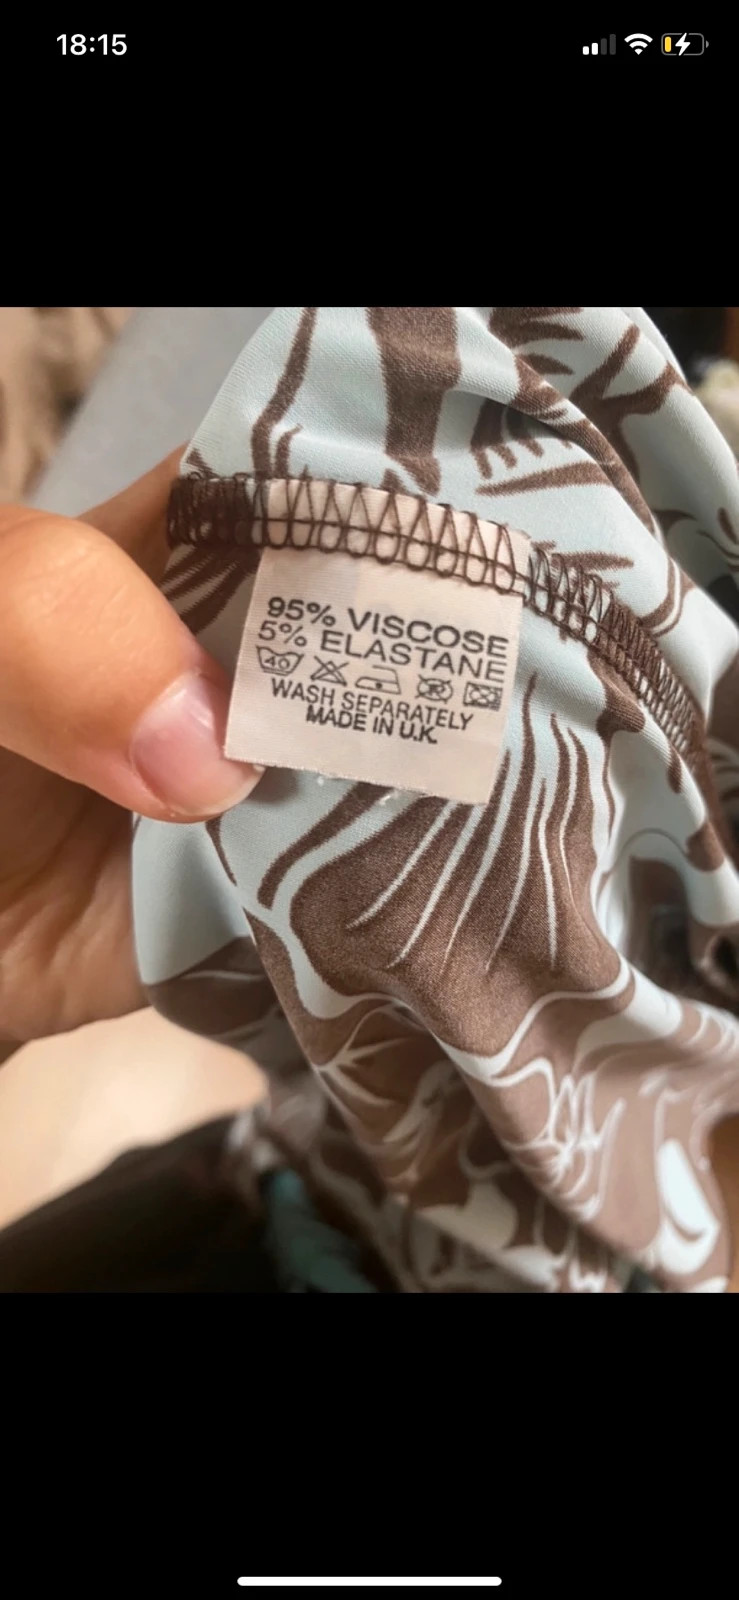 18:15
95% VISCOSE
5% ELASTANE
40
WASH SEPARATELY
MADE IN U.K.